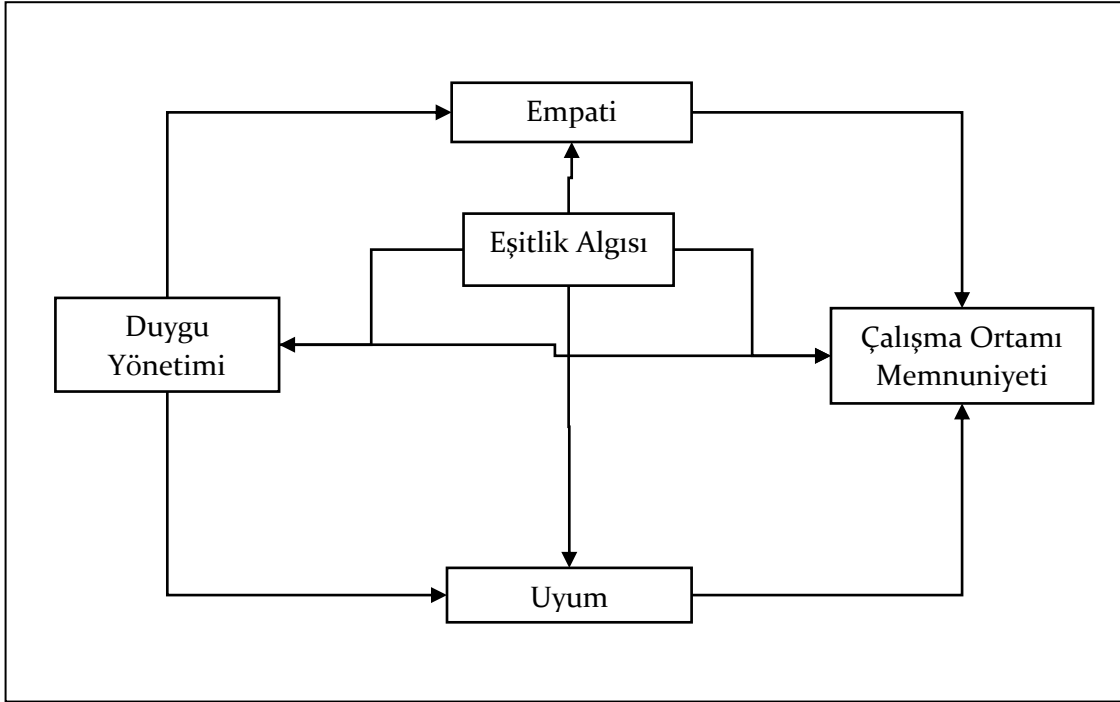 Empati
Eşitlik Algısı
Duygu
Yönetimi
Çalışma Ortamı
Memnuniyeti
Uyum